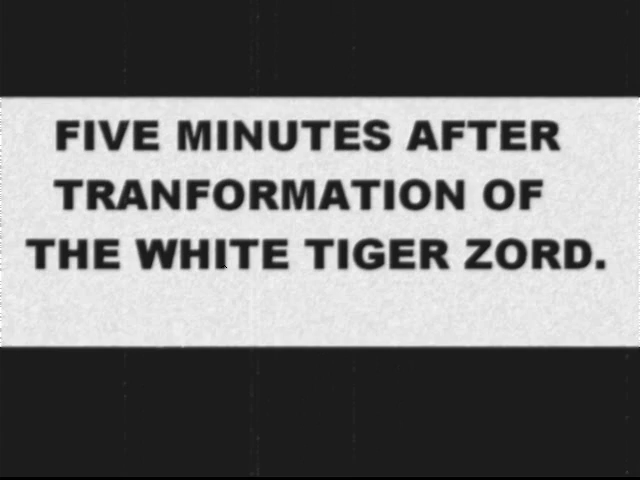 FIVE MINUTES AFTER
TRANFORMATION OF
THE WHITE TIGER ZORD.